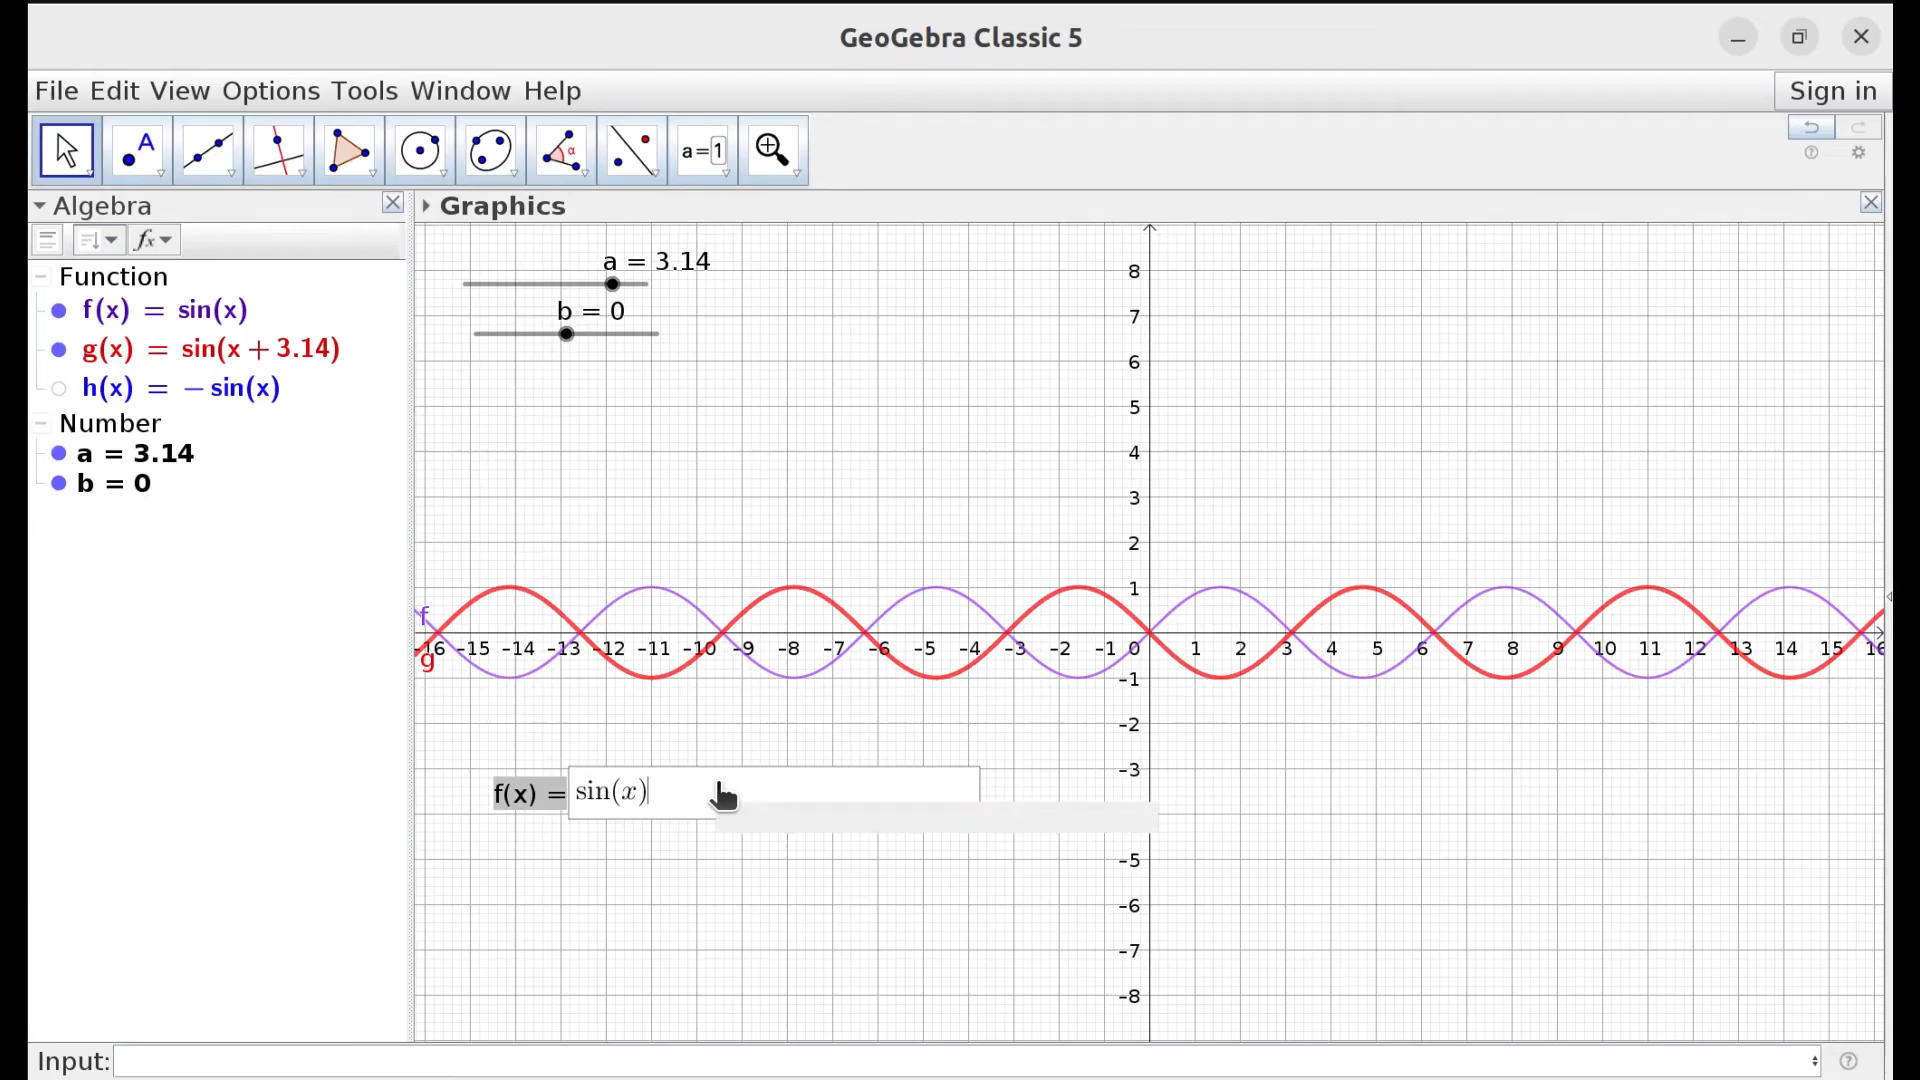 GeoGebra Classic 5
File Edit View Options Tools Window Help
Sign in
A
α
a=1
Algebra
Graphics
fx
Function
f(x) = sin(x)
g(x) = sin(x + 3.14)
h(x) = − sin(x)
Number
a = 3.14
b = 0
a = 3.14
b = 0
8
7
6
5
4
3
2
1
f
g
-16 -15 -14 -13 -12 -11 -10 -9 -8 -7 -6 -5 -4 -3 -2 -1 0 1 2 3 4 5 6 7 8 9 10 11 12 13 14 15 16
-1
-2
-3
f(x) = sin(x)
-5
-6
-7
-8
Input: